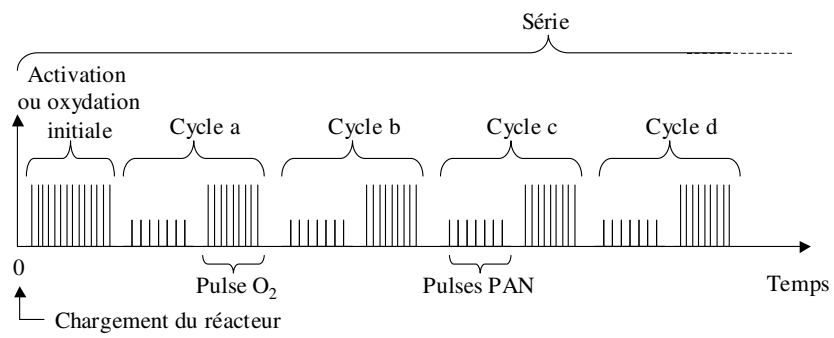 Série
Activation
ou oxydation
initiale
Cycle a
Cycle b
Cycle c
Cycle d
0
Pulse O₂
Pulses PAN
Temps
Chargement du réacteur